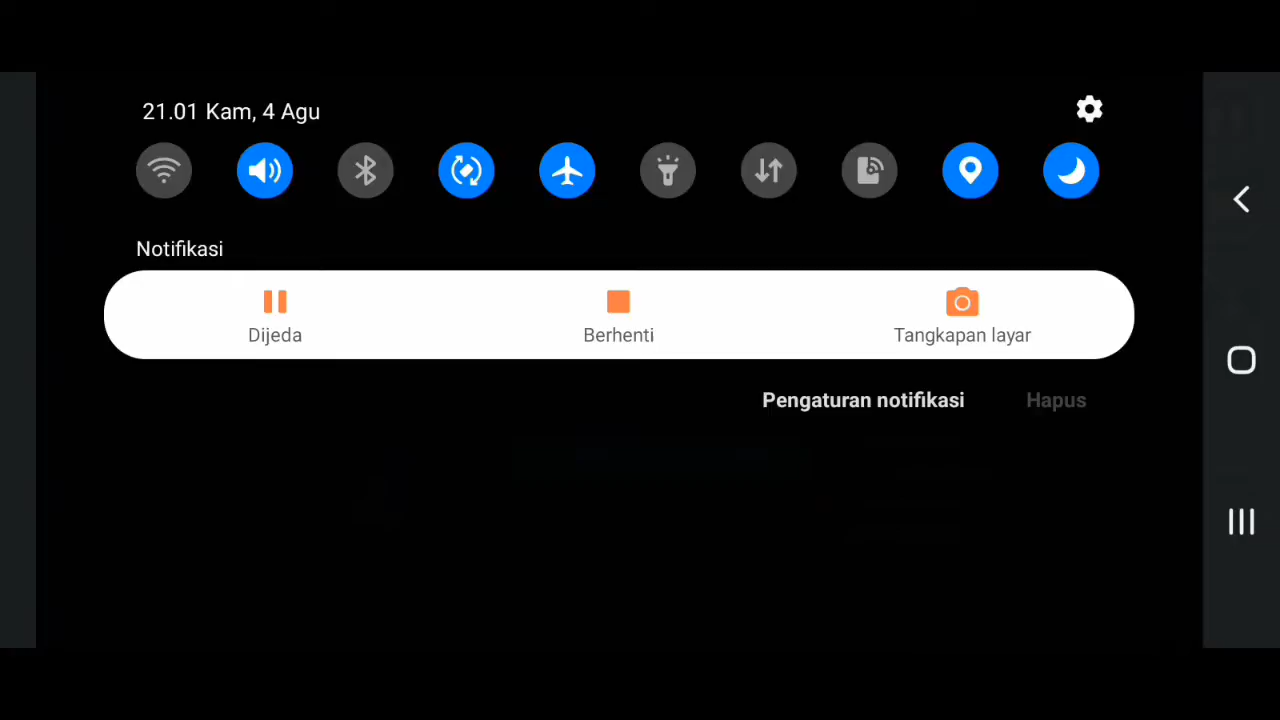 21.01 Kam, 4 Agu
Notifikasi
Dijeda
Berhenti
Tangkapan layar
Pengaturan notifikasi
Hapus